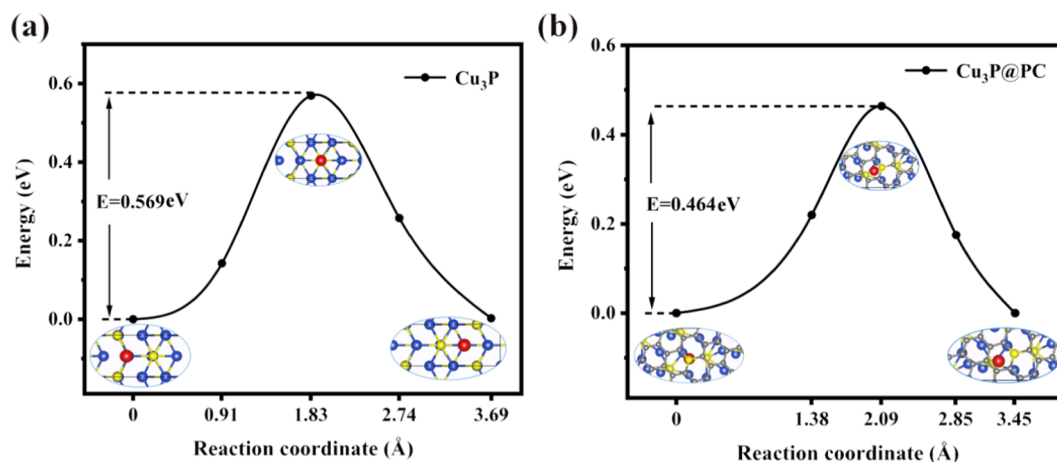 (a)
Cu₃P
E=0.569eV
Energy (eV)
0.6
0.4
0.2
0.0
0 0.91 1.83 2.74 3.69
Reaction coordinate (Å)
(b)
Cu₃P@PC
E=0.464eV
Energy (eV)
0.6
0.4
0.2
0.0
0 1.38 2.09 2.85 3.45
Reaction coordinate (Å)